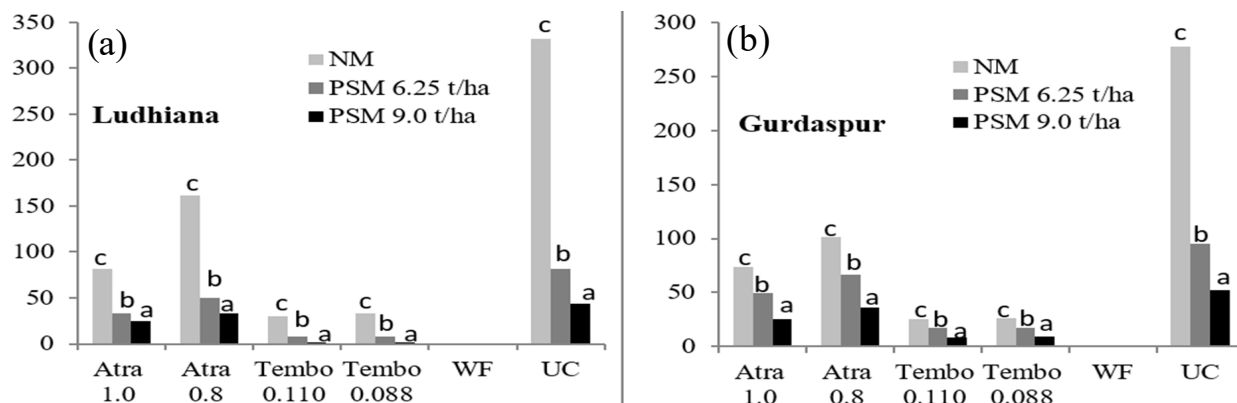 (a)
350
300
250
200
150
100
50
0
Ludhiana
NM
PSM 6.25 t/ha
PSM 9.0 t/ha
c b a
c b a
c b a
c b a
c b a
Atra 1.0
Atra 0.8
Tembo 0.110
Tembo 0.088
WF
UC
(b)
300
250
200
150
100
50
0
Gurdaspur
NM
PSM 6.25 t/ha
PSM 9.0 t/ha
c b a
c b a
c b a
c b a
c b a
Atra 1.0
Atra 0.8
Tembo 0.110
Tembo 0.088
WF
UC